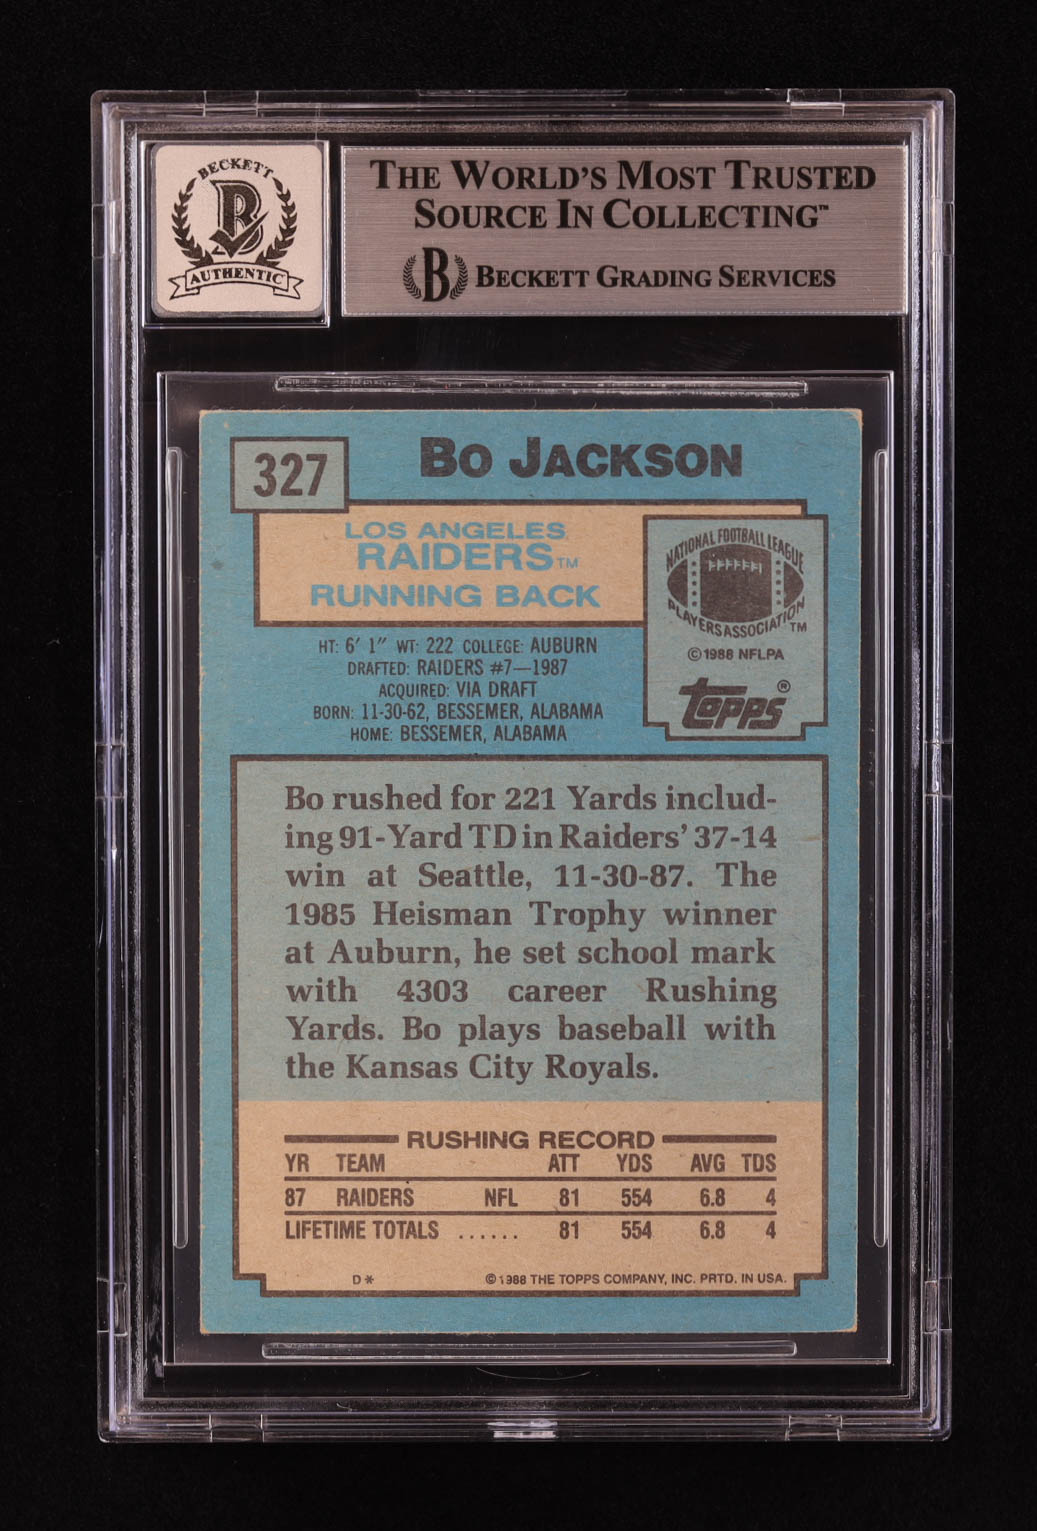 BECKETT
B
AUTHENTIC
THE WORLD'S MOST TRUSTED
SOURCE IN COLLECTING™
B BECKETT GRADING SERVICES
327
BO JACKSON
LOS ANGELES
RAIDERS™
RUNNING BACK
NATIONAL FOOTBALL LEAGUE
PLAYERS ASSOCIATION™
©1988 NFLPA
topps®
HT: 6' 1" WT: 222 COLLEGE: AUBURN
DRAFTED: RAIDERS #7—1987
ACQUIRED: VIA DRAFT
BORN: 11-30-62, BESSEMER, ALABAMA
HOME: BESSEMER, ALABAMA
Bo rushed for 221 Yards includ-
ing 91-Yard TD in Raiders' 37-14
win at Seattle, 11-30-87. The
1985 Heisman Trophy winner
at Auburn, he set school mark
with 4303 career Rushing
Yards. Bo plays baseball with
the Kansas City Royals.
RUSHING RECORD
YR TEAM ATT YDS AVG TDS
87 RAIDERS NFL 81 554 6.8 4
LIFETIME TOTALS ...... 81 554 6.8 4
D* ©1988 THE TOPPS COMPANY, INC. PRTD. IN USA.